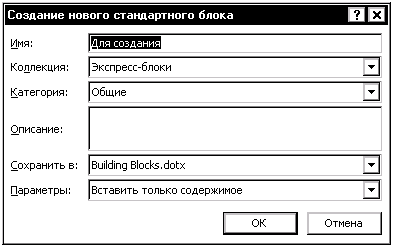 Создание нового стандартного блока
Имя: Для создания
Коллекция: Экспресс-блоки
Категория: Общие
Описание:
Сохранить в: Building Blocks.dotx
Параметры: Вставить только содержимое
ОК Отмена